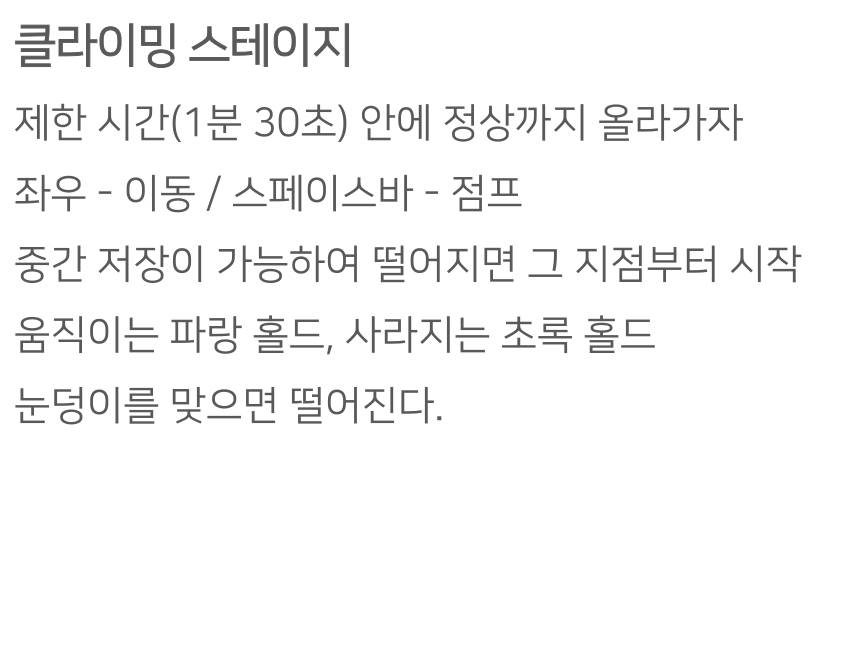 클라이밍 스테이지
제한 시간(1분 30초) 안에 정상까지 올라가자
좌우 - 이동 / 스페이스바 - 점프
중간 저장이 가능하여 떨어지면 그 지점부터 시작
움직이는 파랑 홀드, 사라지는 초록 홀드
눈덩이를 맞으면 떨어진다.